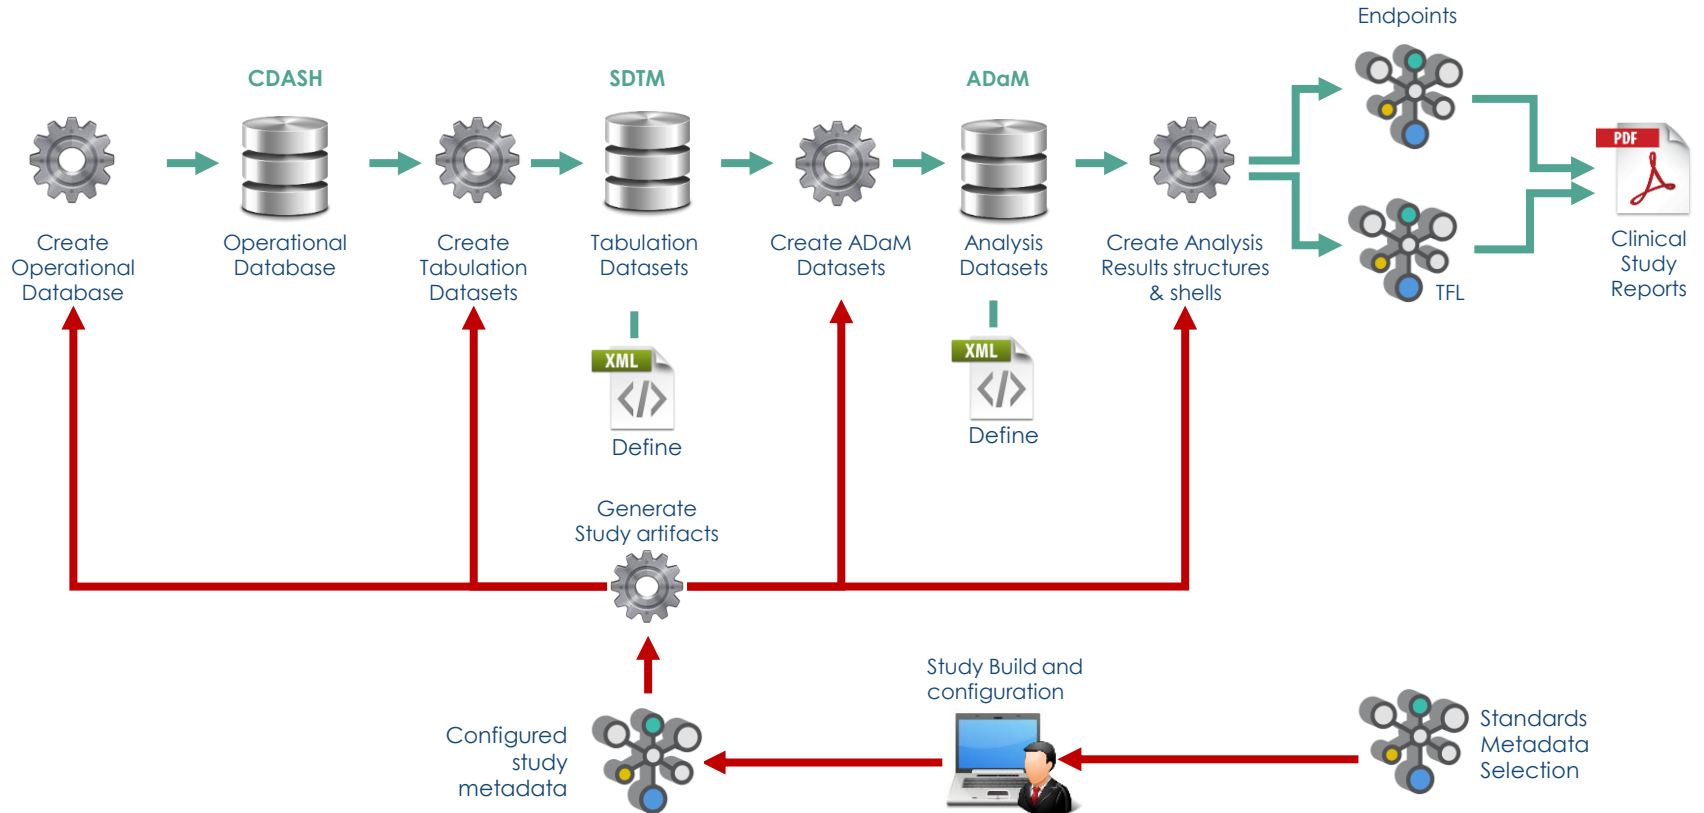 Endpoints
CDASH
SDTM
ADaM
PDF
Create
Operational
Database
Operational
Database
Create
Tabulation
Datasets
Tabulation
Datasets
Create ADaM
Datasets
Analysis
Datasets
Create Analysis
Results structures
& shells
TFL
Clinical
Study
Reports
XML
</>
Define
XML
</>
Define
Generate
Study artifacts
Study Build and
configuration
Configured
study
metadata
Standards
Metadata
Selection